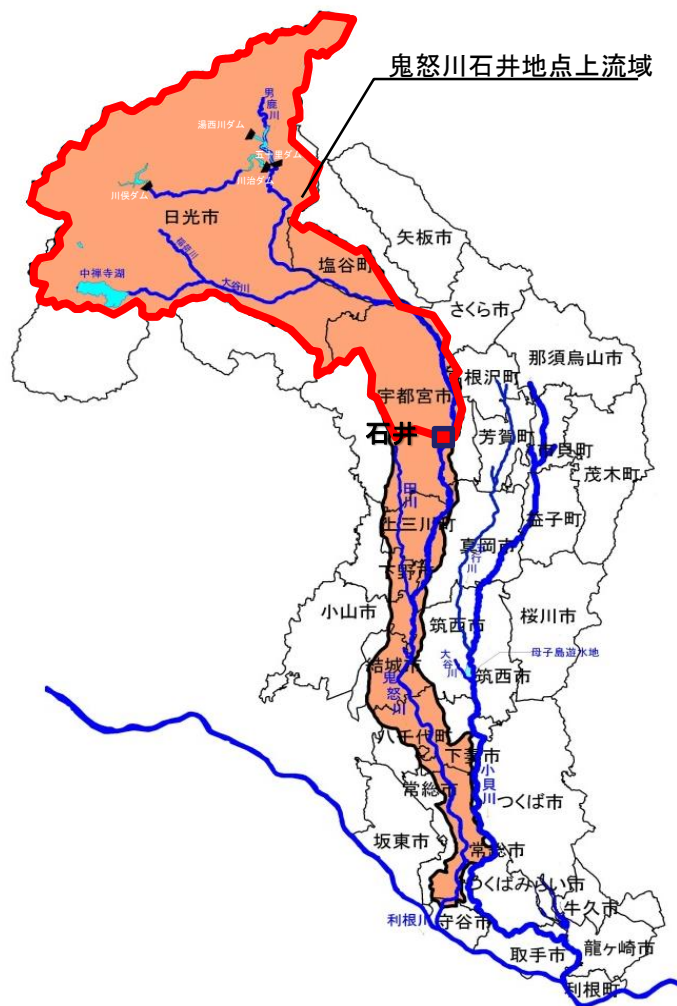 鬼怒川石井地点上流域
男鹿川
湯西川ダム
五十里ダム
川治ダム
川俣ダム
日光市
矢板市
塩谷町
中禅寺湖
大谷川
さくら市
那須烏山市
根沢町
宇都宮市
石井
芳賀町
市貝町
茂木町
田川
上三川町
益子町
真岡市
下野市
小山市
筑西市
桜川市
大谷川
母子島遊水地
結城市
筑西市
鬼怒川
八千代町
下妻市
小貝川
常総市
つくば市
坂東市
常総市
つくばみらい市
牛久市
利根川
守谷市
取手市
龍ヶ崎市
利根町